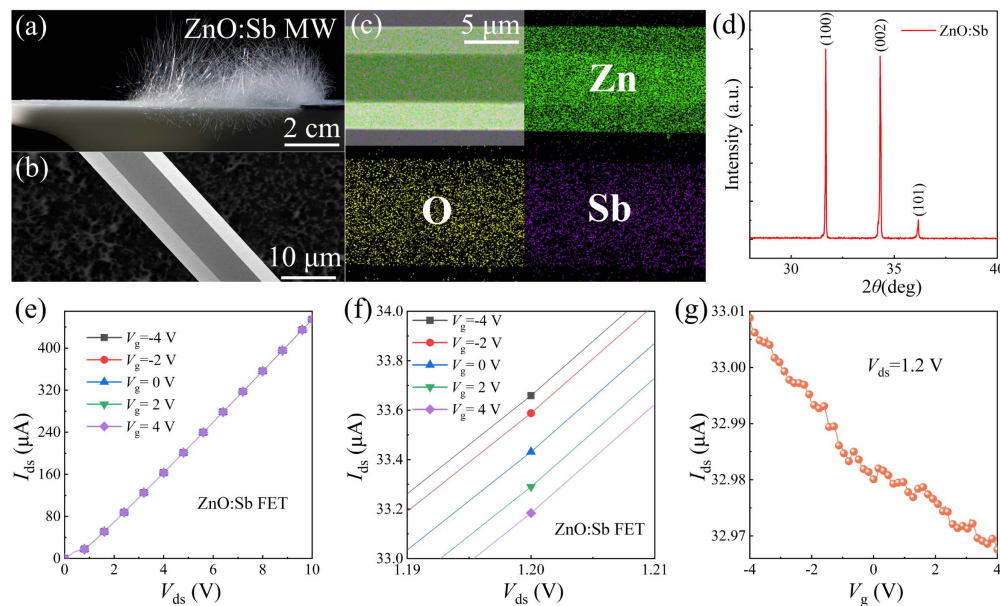 (a)
ZnO:Sb MW
2 cm
(b)
10 μm
(c)
5 μm
Zn
O
Sb
(d)
ZnO:Sb
(100)
(002)
(101)
Intensity (a.u.)
30
35
40
2θ(deg)
(e)
Vg=-4 V
Vg=-2 V
Vg= 0 V
Vg= 2 V
Vg= 4 V
ZnO:Sb FET
Ids (μA)
400
320
240
160
80
0
0
2
4
6
8
10
Vds (V)
(f)
Vg=-4 V
Vg=-2 V
Vg= 0 V
Vg= 2 V
Vg= 4 V
ZnO:Sb FET
Ids (μA)
34.0
33.8
33.6
33.4
33.2
33.0
1.19
1.20
1.21
Vds (V)
(g)
Vds=1.2 V
Ids (μA)
33.01
33.00
32.99
32.98
32.97
-4
-2
0
2
4
Vg (V)